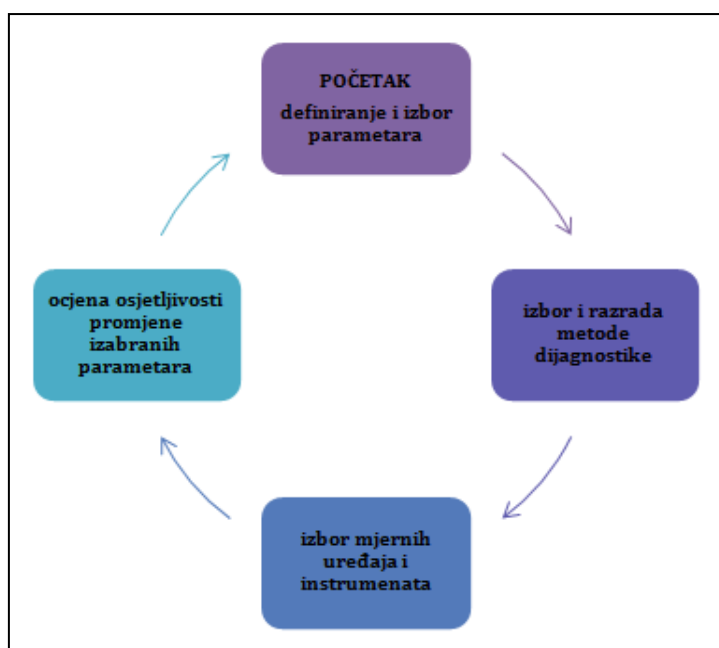 POČETAK
definiranje i izbor
parametara
izbor i razrada
metode
dijagnostike
izbor mjernih
uređaja i
instrumenata
ocjena osjetljivosti
promjene
izabranih
parametara